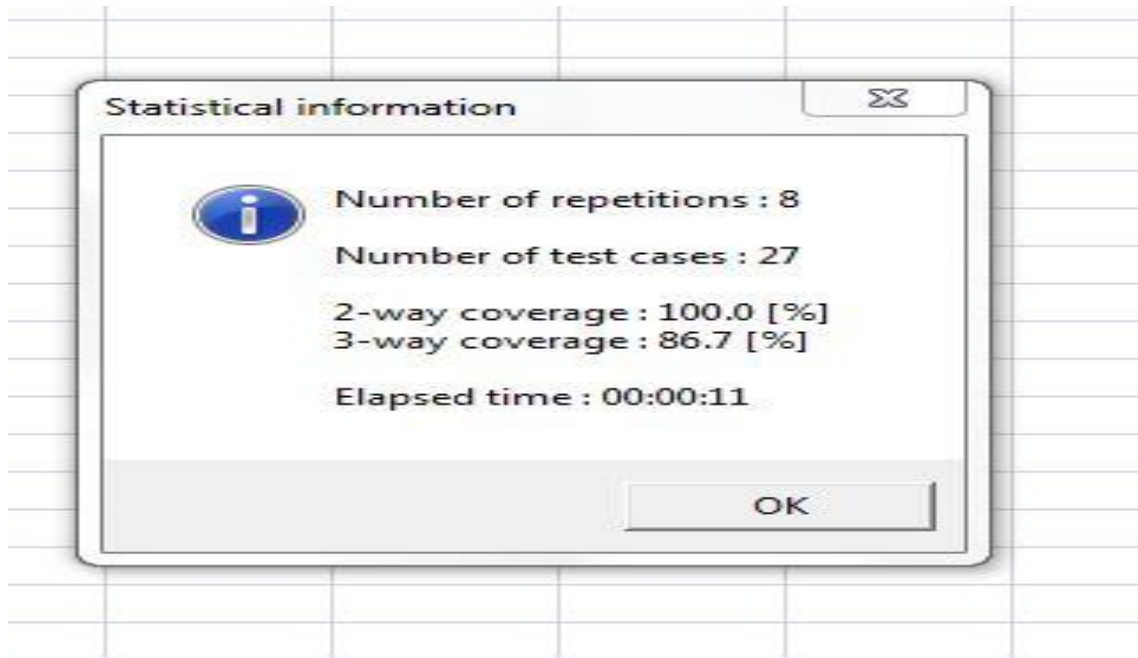 Statistical information
Number of repetitions : 8
Number of test cases : 27
2-way coverage : 100.0 [%]
3-way coverage : 86.7 [%]
Elapsed time : 00:00:11
OK